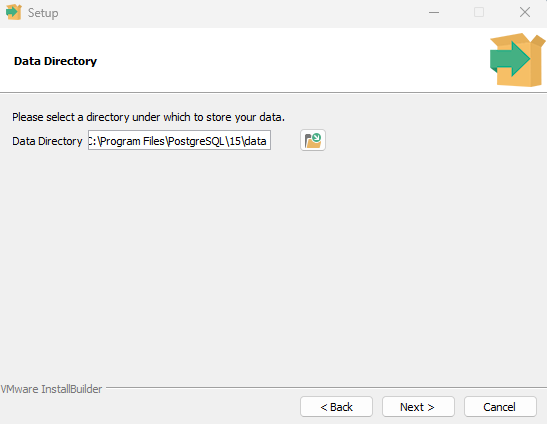 Setup
Data Directory
Please select a directory under which to store your data.
Data Directory C:\Program Files\PostgreSQL\15\data
VMware InstallBuilder
< Back Next > Cancel